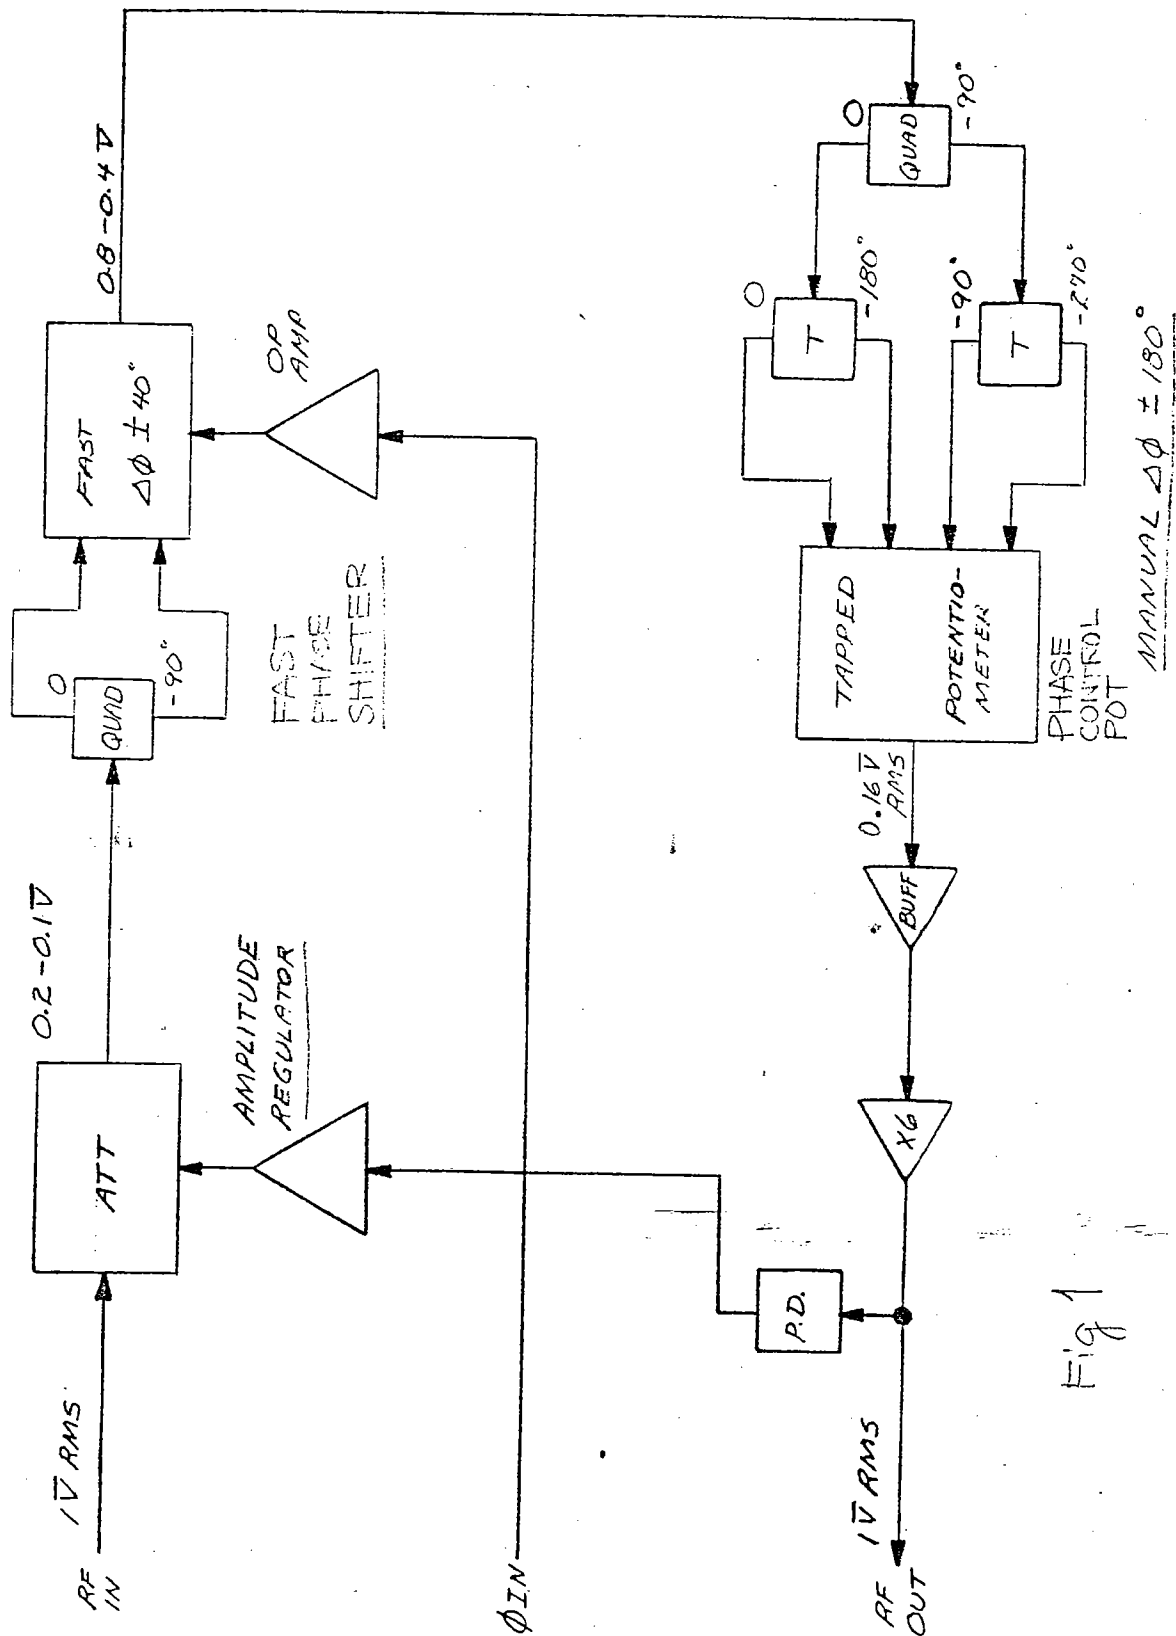 RF
IN
1V RMS
ATT
0.2-0.1V
AMPLITUDE
REGULATOR
0
QUAD
-90°
FAST
Δφ ± 40°
0.8-0.4V
OP
AMP
FAST
PHASE
SHIFTER
φIN
0
QUAD
-90°
0
T
-180°
-90°
T
-270°
TAPPED
POTENTIO-
METER
PHASE
CONTROL
POT
MANUAL Δφ ± 180°
0.16V
RMS
BUFF
X6
P.D.
1V RMS
RF
OUT
Fig 1